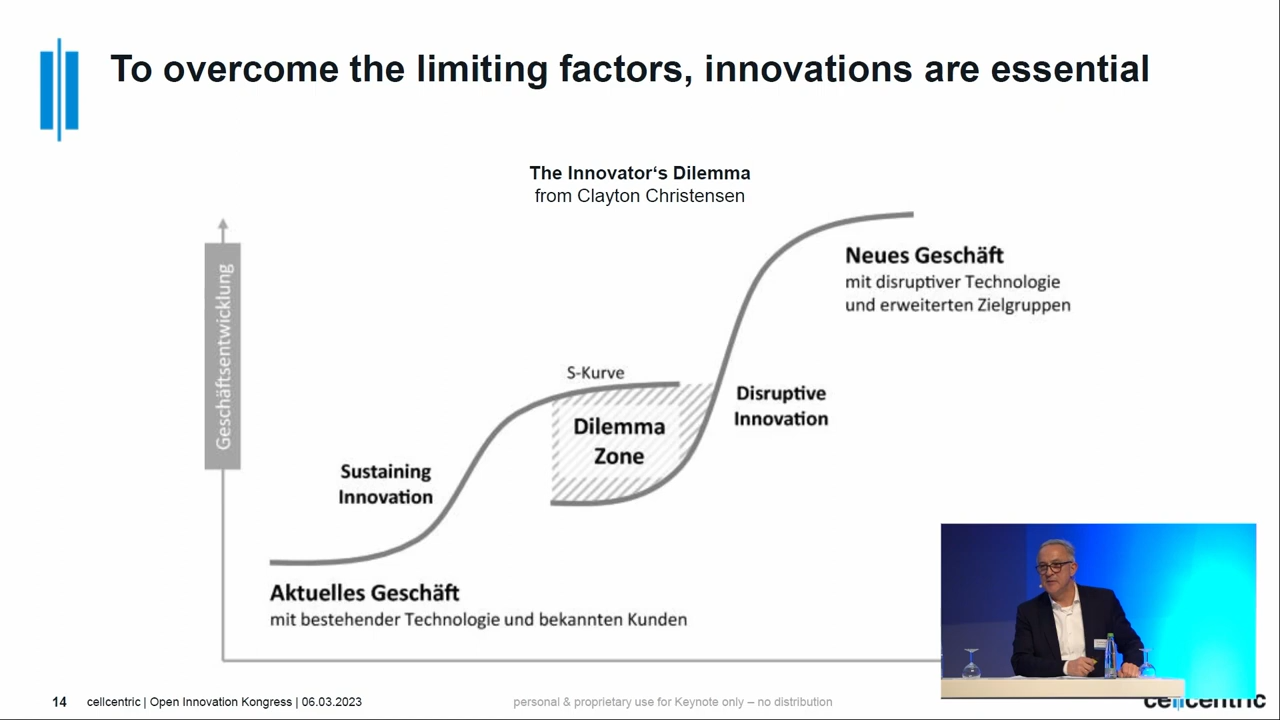 To overcome the limiting factors, innovations are essential
The Innovator‘s Dilemma
from Clayton Christensen
Geschäftsentwicklung
Neues Geschäft
mit disruptiver Technologie
und erweiterten Zielgruppen
S-Kurve
Dilemma
Zone
Disruptive
Innovation
Sustaining
Innovation
Aktuelles Geschäft
mit bestehender Technologie und bekannten Kunden
14 cellcentric | Open Innovation Kongress | 06.03.2023
personal & proprietary use for Keynote only – no distribution
cellcentric